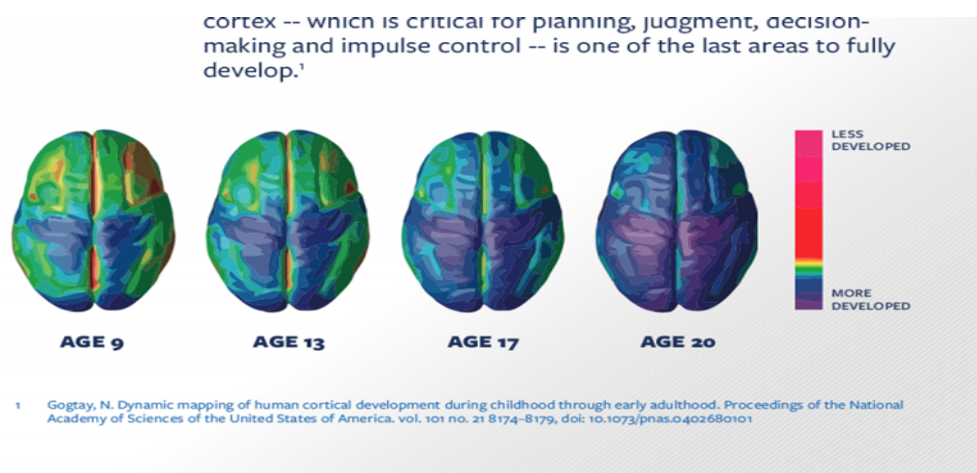 cortex -- which is critical for planning, judgment, decision-
making and impulse control -- is one of the last areas to fully
develop.¹
LESS
DEVELOPED
MORE
DEVELOPED
AGE 9
AGE 13
AGE 17
AGE 20
1 Gogtay, N. Dynamic mapping of human cortical development during childhood through early adulthood. Proceedings of the National
Academy of Sciences of the United States of America. vol. 101 no. 21 8174–8179, doi: 10.1073/pnas.0402680101